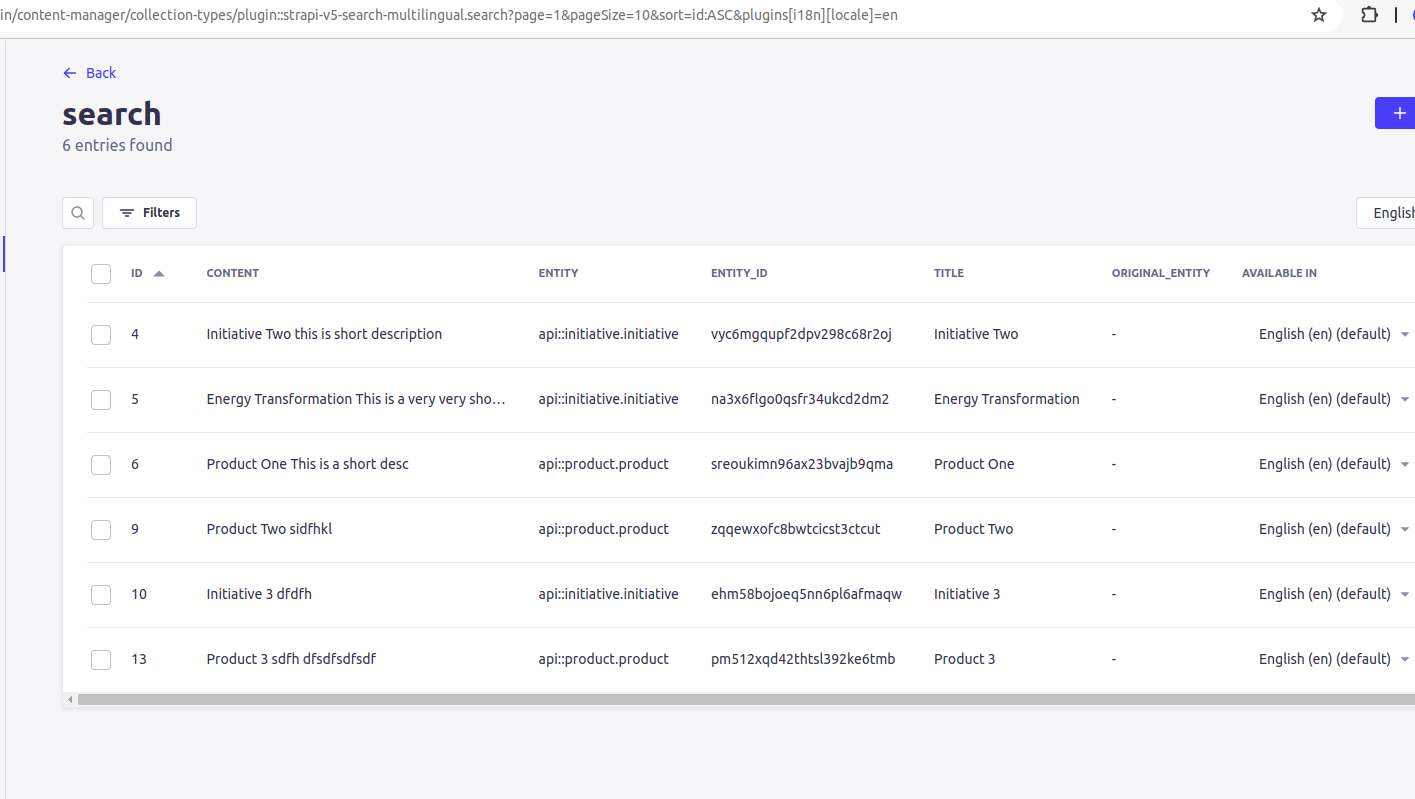 in/content-manager/collection-types/plugin::strapi-v5-search-multilingual.search?page=1&pageSize=10&sort=id:ASC&plugins[i18n][locale]=en
Back
search
6 entries found
Filters
English
ID CONTENT ENTITY ENTITY_ID TITLE ORIGINAL_ENTITY AVAILABLE IN
4 Initiative Two this is short description api::initiative.initiative vyc6mgqupf2dpv298c68r2oj Initiative Two - English (en) (default)
5 Energy Transformation This is a very very sho... api::initiative.initiative na3x6flgo0qsfr34ukcd2dm2 Energy Transformation - English (en) (default)
6 Product One This is a short desc api::product.product sreoukimn96ax23bvajb9qma Product One - English (en) (default)
9 Product Two sidfhkl api::product.product zqqewxofc8bwtcicst3ctcut Product Two - English (en) (default)
10 Initiative 3 dfdfh api::initiative.initiative ehm58bojoeq5nn6pl6afmaqw Initiative 3 - English (en) (default)
13 Product 3 sdfh dfsdfsdfsdf api::product.product pm512xqd42thtsl392ke6tmb Product 3 - English (en) (default)